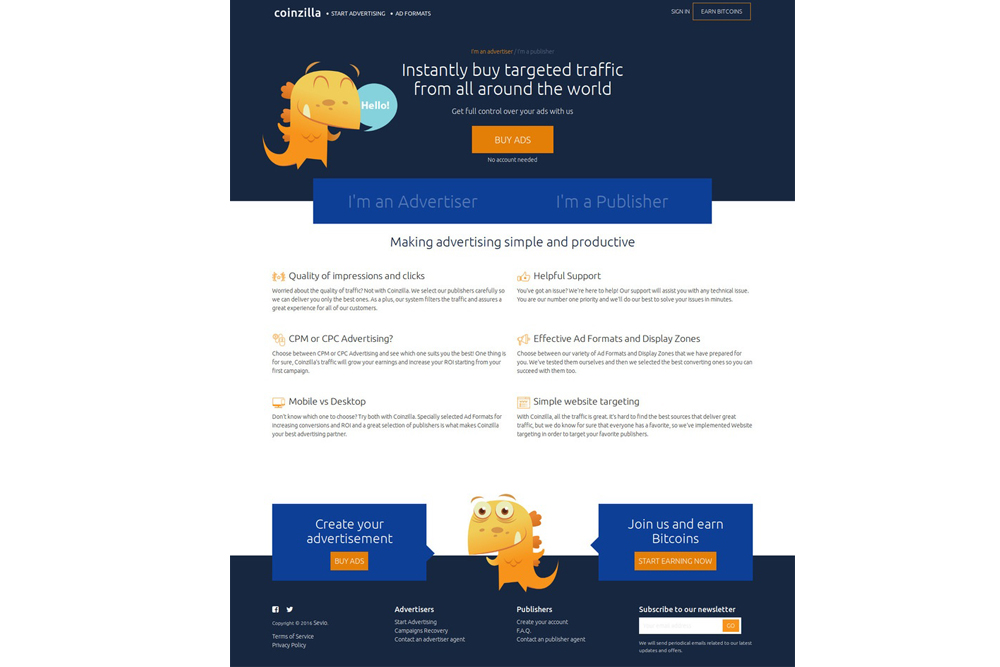 coinzilla • START ADVERTISING • AD FORMATS SIGN IN EARN BITCOINS
I'm an advertiser / I'm a publisher
Instantly buy targeted traffic
from all around the world
Hello!
Get full control over your ads with us
BUY ADS
No account needed
I'm an Advertiser I'm a Publisher
Making advertising simple and productive
Quality of impressions and clicks
Worried about the quality of traffic? Not with Coinzilla. We select our publishers carefully so
we can deliver you only the best ones. As a plus, our system filters the traffic and assures a
great experience for all of our customers.
Helpful Support
You've got an issue? We're here to help! Our support will assist you with any technical issue.
You are our number one priority and we'll do our best to solve your issues in minutes.
CPM or CPC Advertising?
Choose between CPM or CPC Advertising and see which one suits you the best! One thing is
for sure, Coinzilla's traffic will grow your earnings and increase your ROI starting from your
first campaign.
Effective Ad Formats and Display Zones
Choose between our variety of Ad Formats and Display Zones that we have prepared for
you. We've tested them ourselves and then we selected the best converting ones so you can
succeed with them too.
Mobile vs Desktop
Don't know which one to choose? Try both with Coinzilla. Specially selected Ad Formats for
increasing conversions and ROI and a great selection of publishers is what makes Coinzilla
your best advertising partner.
Simple website targeting
With Coinzilla, all the traffic is great. It's hard to find the best sources that deliver great
traffic, but we do know for sure that everyone has a favorite, so we've implemented Website
targeting in order to target your favorite publishers.
Create your
advertisement
BUY ADS
Join us and earn
Bitcoins
START EARNING NOW
Copyright © 2016 Sevio.
Terms of Service
Privacy Policy
Advertisers
Start Advertising
Campaigns Recovery
Contact an advertiser agent
Publishers
Create your account
F.A.Q.
Contact an publisher agent
Subscribe to our newsletter
GO
We will send periodical emails related to our latest
updates and offers.